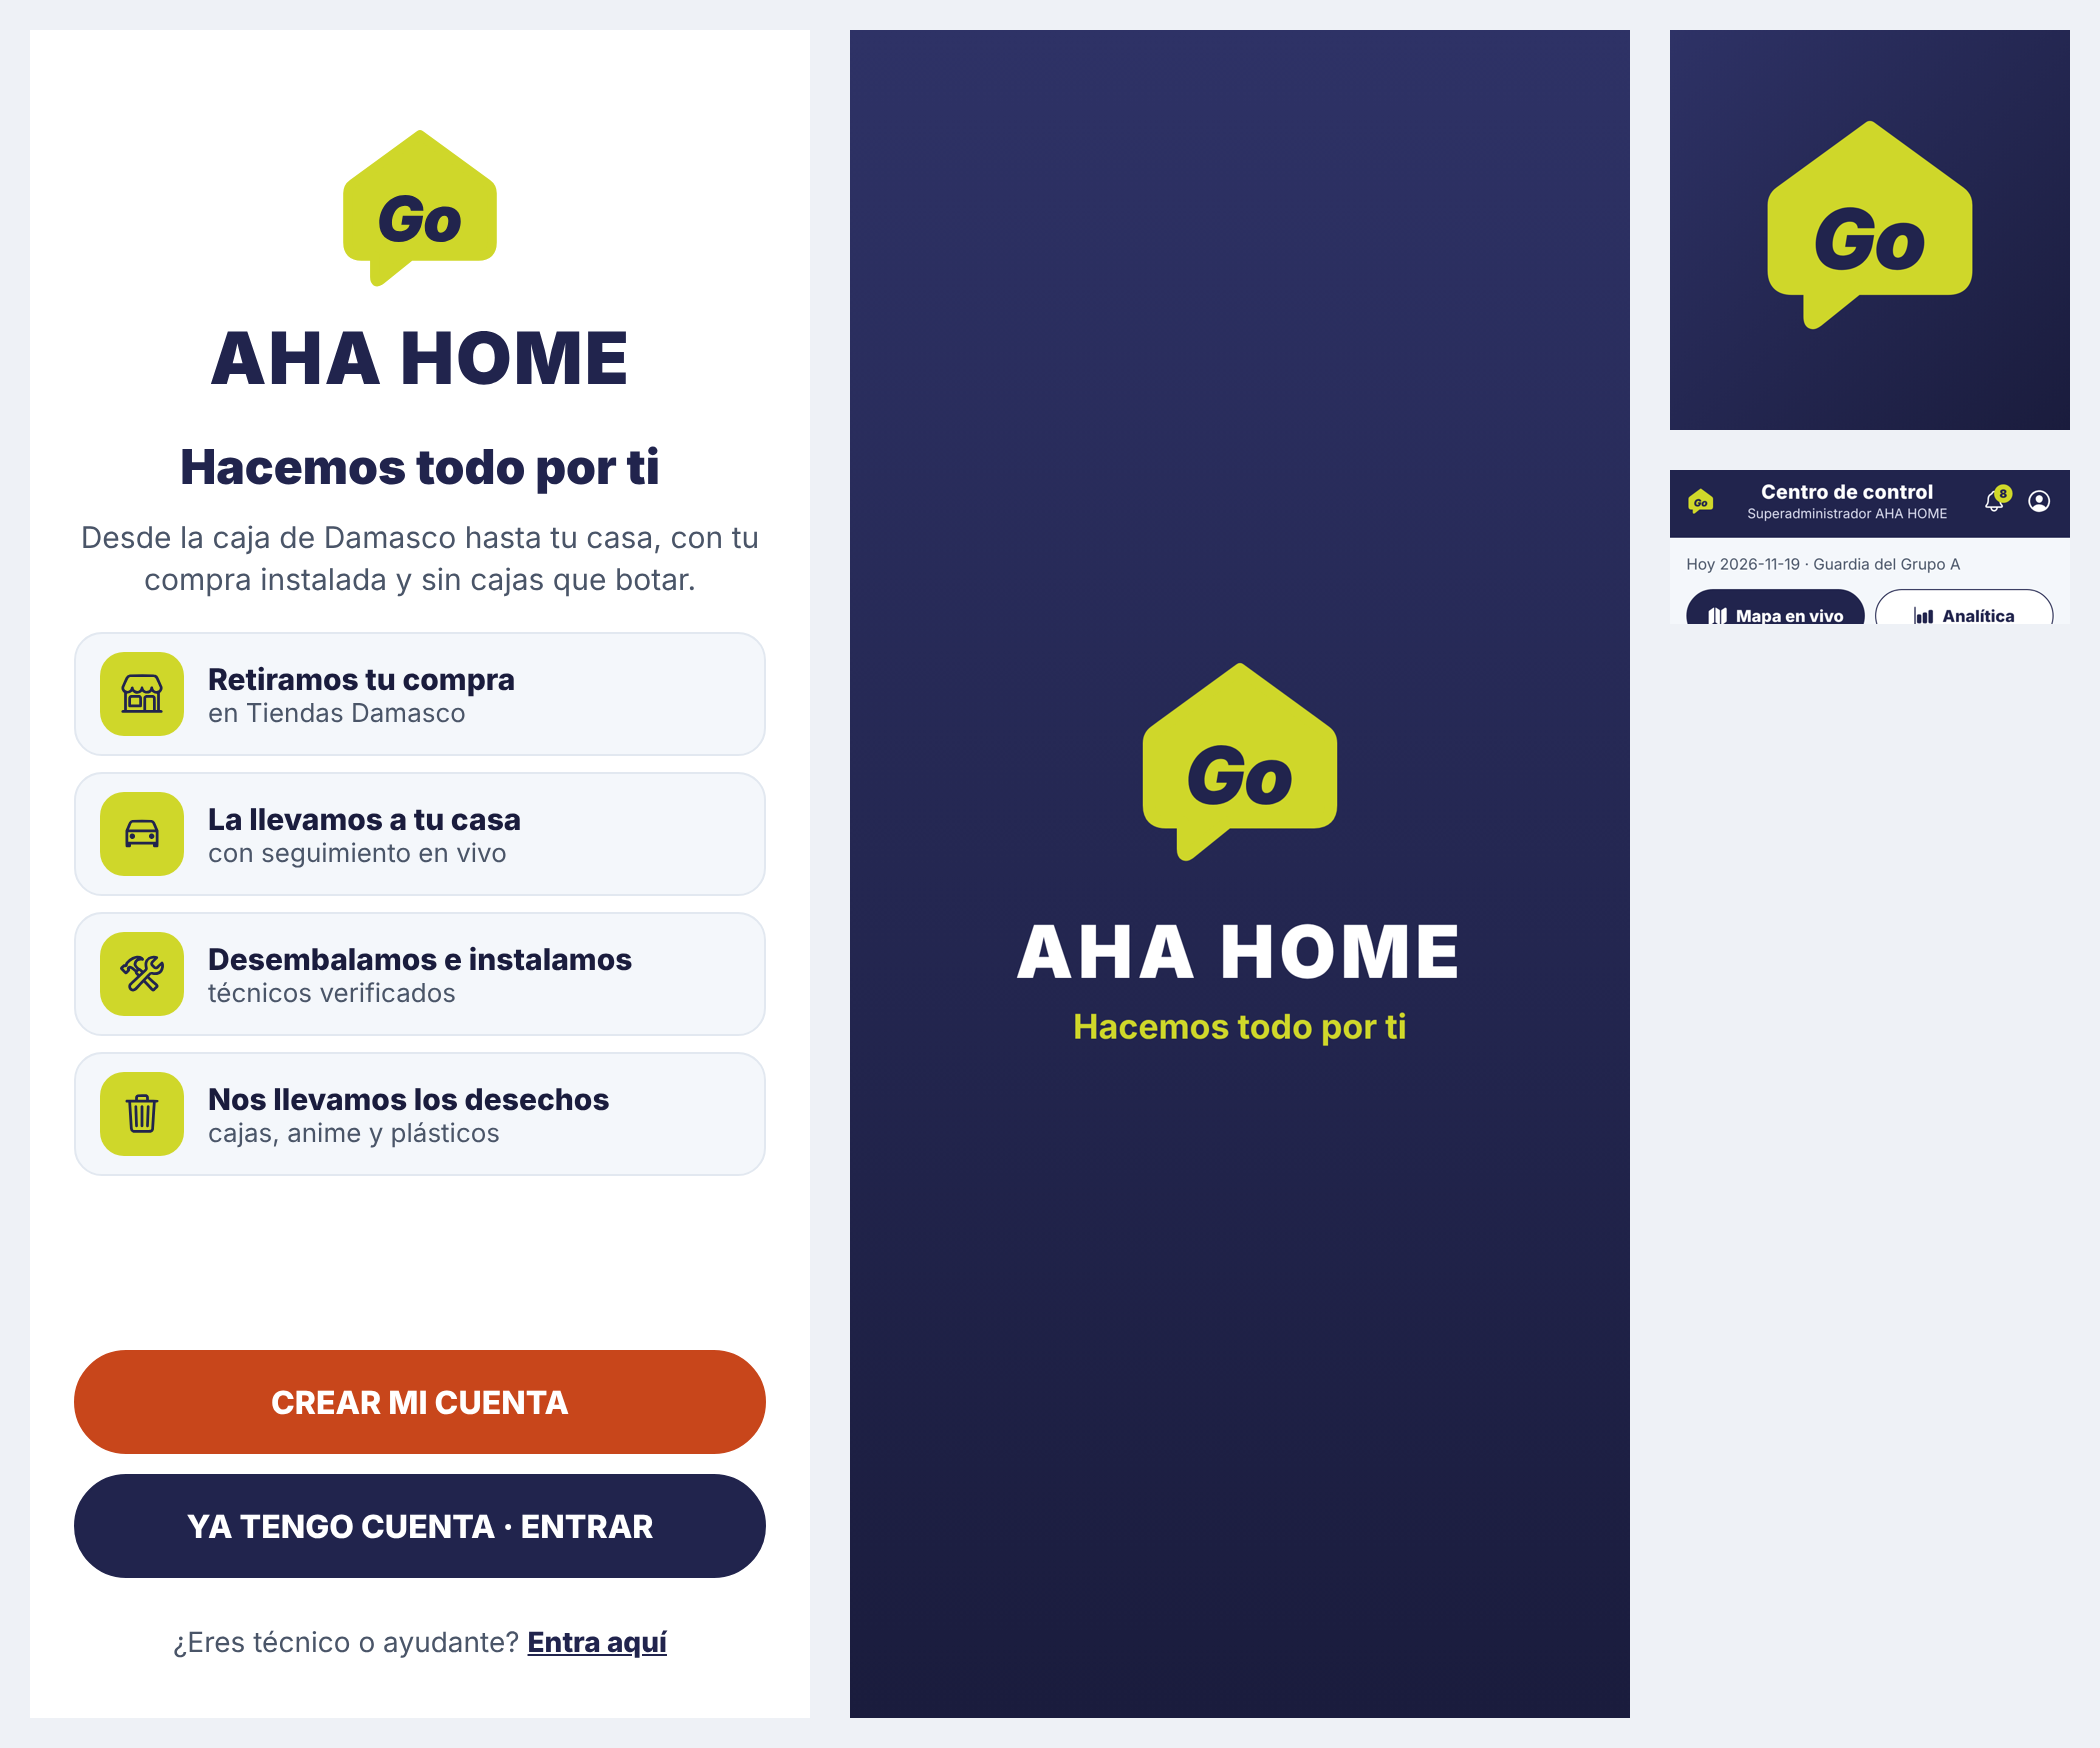 Go
AHA HOME
Hacemos todo por ti
Desde la caja de Damasco hasta tu casa, con tu
compra instalada y sin cajas que botar.
Retiramos tu compra
en Tiendas Damasco
La llevamos a tu casa
con seguimiento en vivo
Desembalamos e instalamos
técnicos verificados
Nos llevamos los desechos
cajas, anime y plásticos
CREAR MI CUENTA
YA TENGO CUENTA · ENTRAR
¿Eres técnico o ayudante? Entra aquí
Go
AHA HOME
Hacemos todo por ti
Go
Go
Centro de control
Superadministrador AHA HOME
8
Hoy 2026-11-19 · Guardia del Grupo A
Mapa en vivo
Analítica